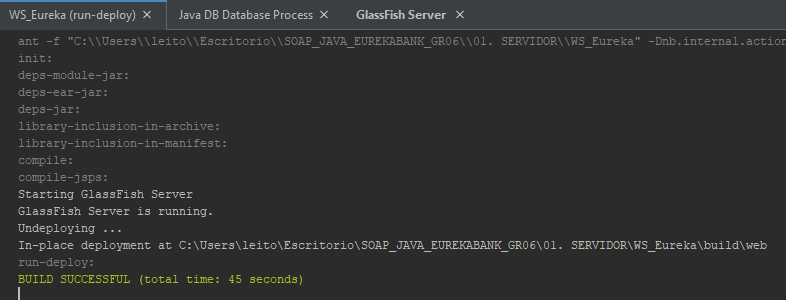 WS_Eureka (run-deploy) Java DB Database Process GlassFish Server
ant -f "C:\\Users\\leito\\Escritorio\\SOAP_JAVA_EUREKABANK_GR06\\01. SERVIDOR\\WS_Eureka" -Dnb.internal.action
init:
deps-module-jar:
deps-ear-jar:
deps-jar:
library-inclusion-in-archive:
library-inclusion-in-manifest:
compile:
compile-jsps:
Starting GlassFish Server
GlassFish Server is running.
Undeploying ...
In-place deployment at C:\Users\leito\Escritorio\SOAP_JAVA_EUREKABANK_GR06\01. SERVIDOR\WS_Eureka\build\web
run-deploy:
BUILD SUCCESSFUL (total time: 45 seconds)